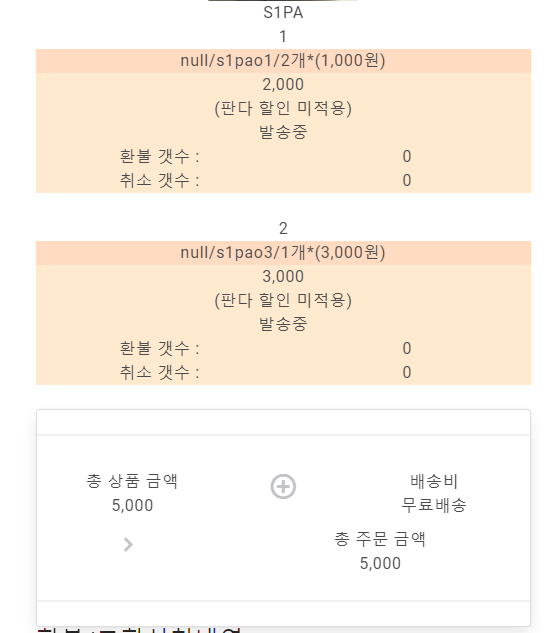 S1PA
1
null/s1pao1/2개*(1,000원)
2,000
(판다 할인 미적용)
발송중
환불 갯수 : 0
취소 갯수 : 0
2
null/s1pao3/1개*(3,000원)
3,000
(판다 할인 미적용)
발송중
환불 갯수 : 0
취소 갯수 : 0
총 상품 금액 배송비
5,000 무료배송
총 주문 금액
5,000